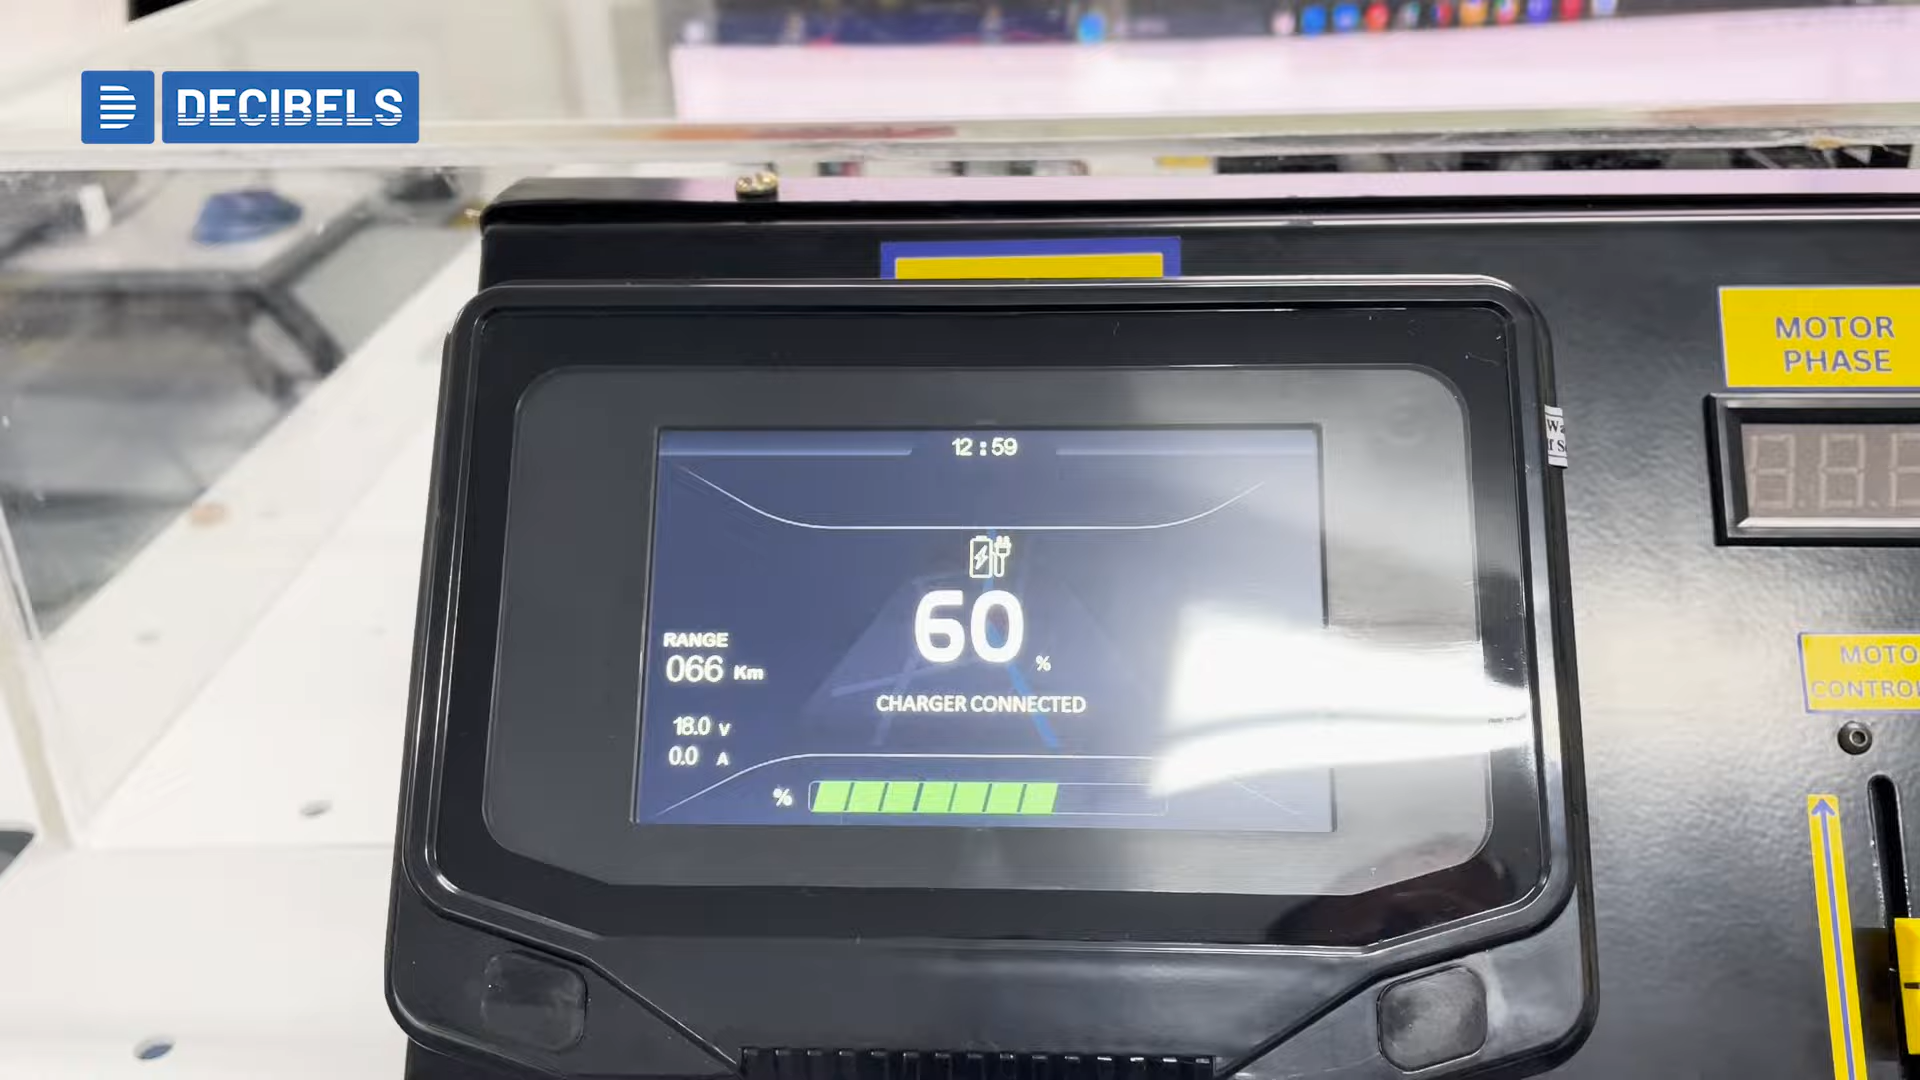 DECIBELS
MOTOR
PHASE
12:59
60 %
RANGE
066 Km
CHARGER CONNECTED
18.0 V
0.0 A
%